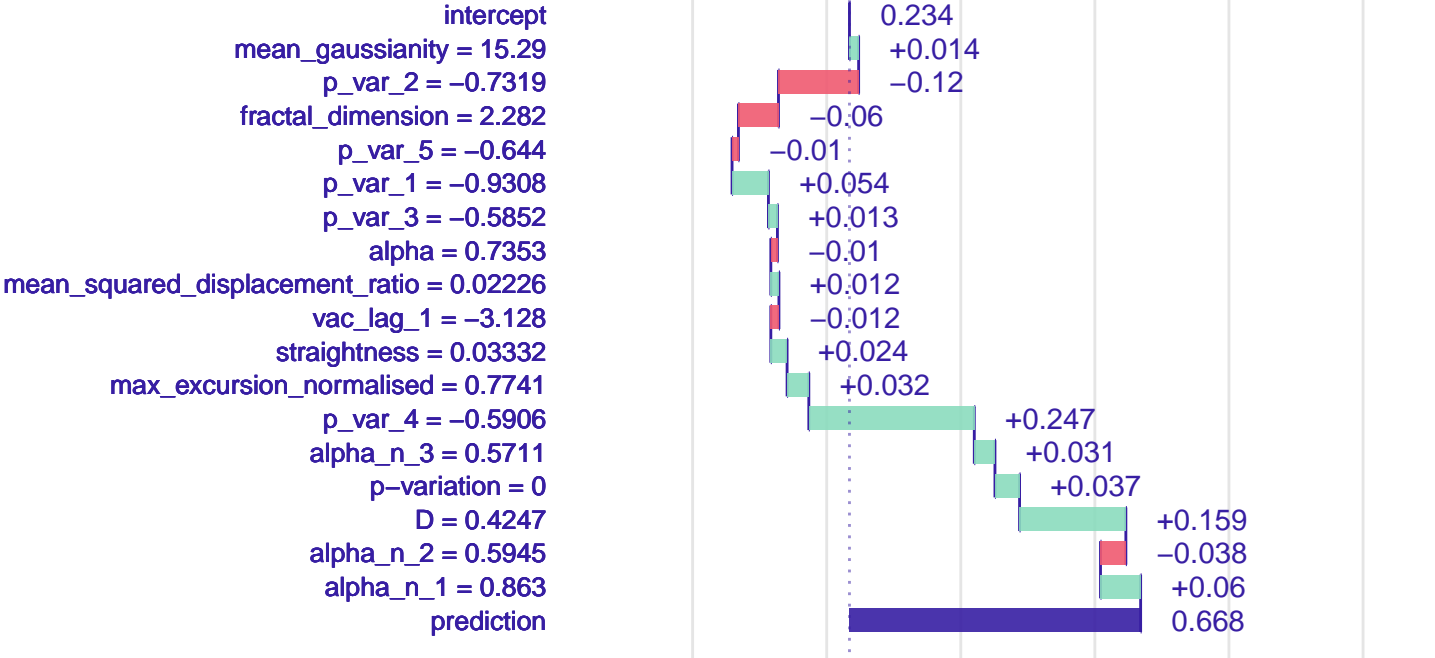 intercept 0.234
mean_gaussianity = 15.29 +0.014
p_var_2 = −0.7319 −0.12
fractal_dimension = 2.282 −0.06
p_var_5 = −0.644 −0.01
p_var_1 = −0.9308 +0.054
p_var_3 = −0.5852 +0.013
alpha = 0.7353 −0.01
mean_squared_displacement_ratio = 0.02226 +0.012
vac_lag_1 = −3.128 −0.012
straightness = 0.03332 +0.024
max_excursion_normalised = 0.7741 +0.032
p_var_4 = −0.5906 +0.247
alpha_n_3 = 0.5711 +0.031
p−variation = 0 +0.037
D = 0.4247 +0.159
alpha_n_2 = 0.5945 −0.038
alpha_n_1 = 0.863 +0.06
prediction 0.668